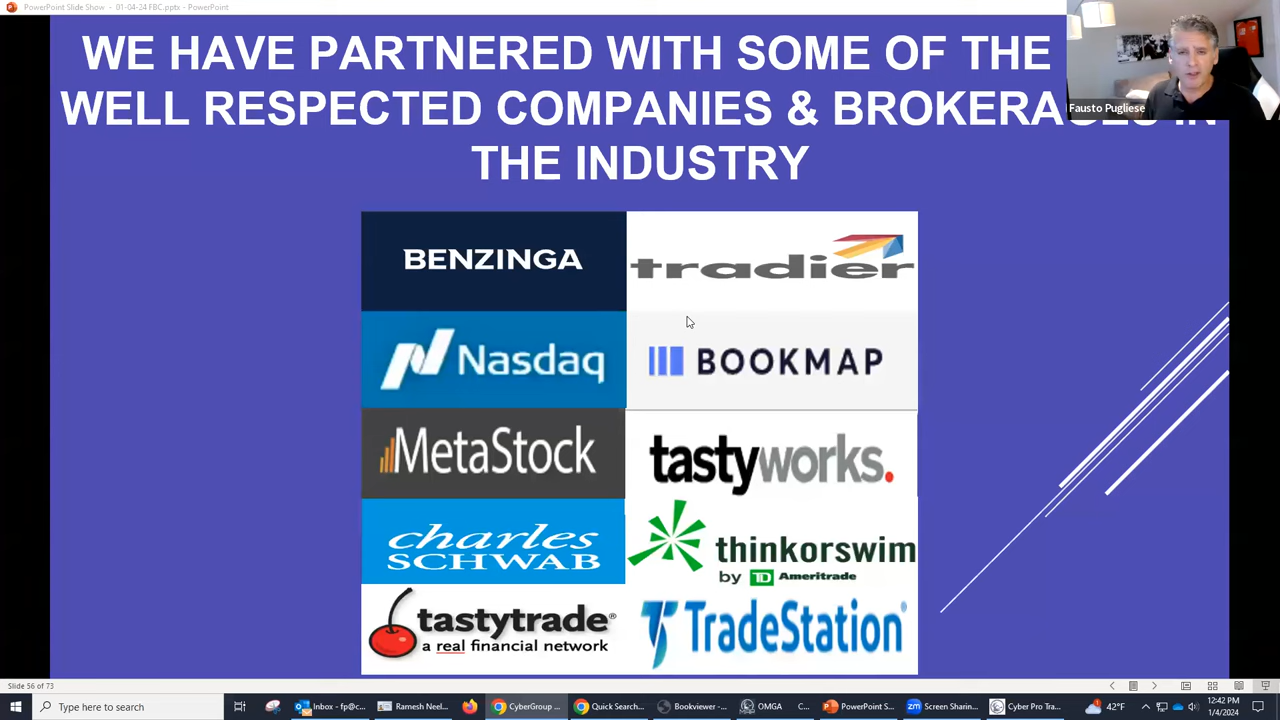 PowerPoint Slide Show - 01-04-24 FBC.pptx - PowerPoint
WE HAVE PARTNERED WITH SOME OF THE
WELL RESPECTED COMPANIES & BROKERAGES IN
THE INDUSTRY
Fausto Pugliese
BENZINGA
tradier
Nasdaq
BOOKMAP
MetaStock
tastyworks.
charles
SCHWAB
thinkorswim
by TD Ameritrade
tastytrade®
a real financial network
TradeStation®
Slide 56 of 73
Type here to search
Inbox - fp@c...
Ramesh Neel...
CyberGroup ...
Quick Search...
Bookviewer -...
OMGA C...
PowerPoint S...
Screen Sharin...
Cyber Pro Tra...
42°F
12:42 PM
1/4/2024